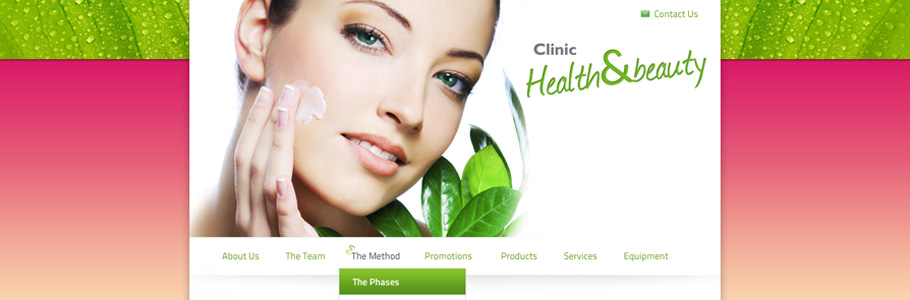 Contact Us
Clinic
Health&beauty
About Us The Team The Method Promotions Products Services Equipment
The Phases